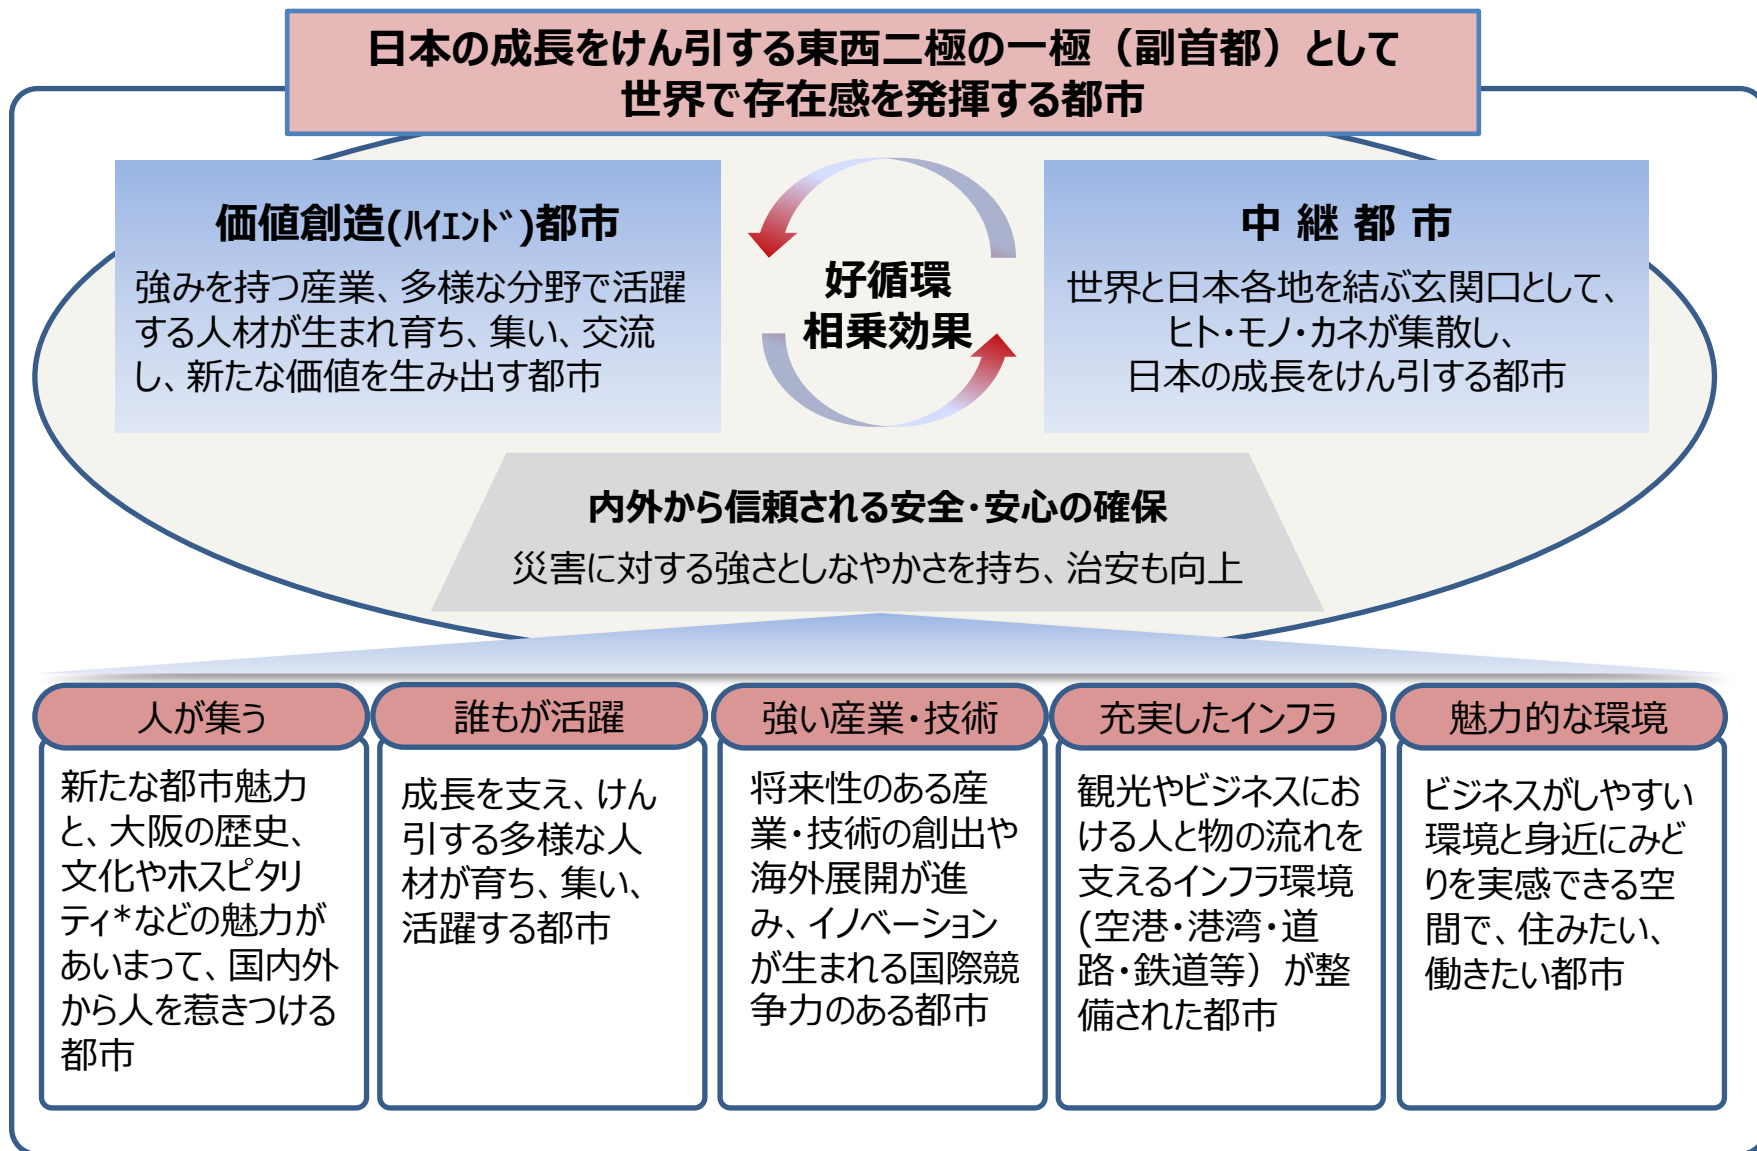 日本の成長をけん引する東西二極の一極（副首都）として
世界で存在感を発揮する都市
価値創造(ﾊｲｴﾝﾄﾞ)都市
強みを持つ産業、多様な分野で活躍
する人材が生まれ育ち、集い、交流
し、新たな価値を生み出す都市
好循環
相乗効果
中 継 都 市
世界と日本各地を結ぶ玄関口として、
ヒト・モノ・カネが集散し、
日本の成長をけん引する都市
内外から信頼される安全・安心の確保
災害に対する強さとしなやかさを持ち、治安も向上
人が集う
新たな都市魅力
と、大阪の歴史、
文化やホスピタリ
ティ*などの魅力が
あいまって、国内外
から人を惹きつける
都市
誰もが活躍
成長を支え、けん
引する多様な人
材が育ち、集い、
活躍する都市
強い産業・技術
将来性のある産
業・技術の創出や
海外展開が進
み、イノベーション
が生まれる国際競
争力のある都市
充実したインフラ
観光やビジネスにお
ける人と物の流れを
支えるインフラ環境
(空港・港湾・道
路・鉄道等）が整
備された都市
魅力的な環境
ビジネスがしやすい
環境と身近にみど
りを実感できる空
間で、住みたい、
働きたい都市